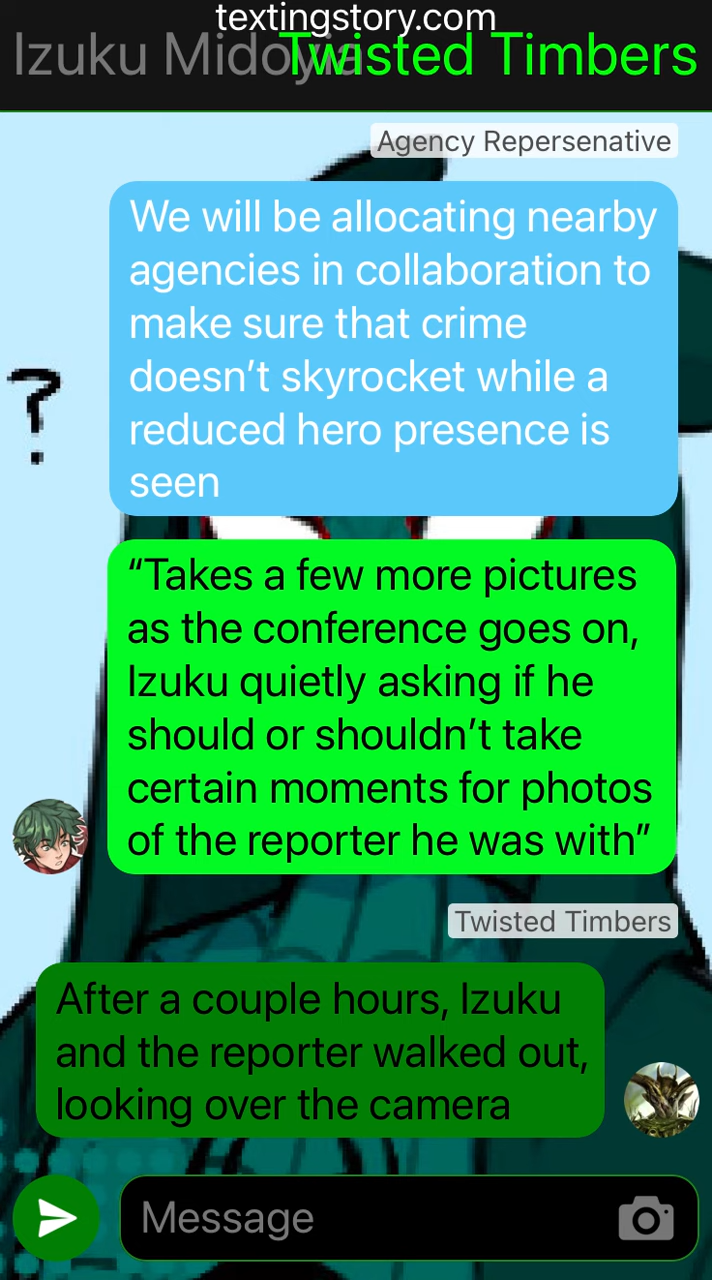 textingstory.com
Izuku Midoyia
Twisted Timbers
Agency Repersenative
We will be allocating nearby
agencies in collaboration to
make sure that crime
doesn’t skyrocket while a
reduced hero presence is
seen
?
“Takes a few more pictures
as the conference goes on,
Izuku quietly asking if he
should or shouldn’t take
certain moments for photos
of the reporter he was with”
Twisted Timbers
After a couple hours, Izuku
and the reporter walked out,
looking over the camera
Message